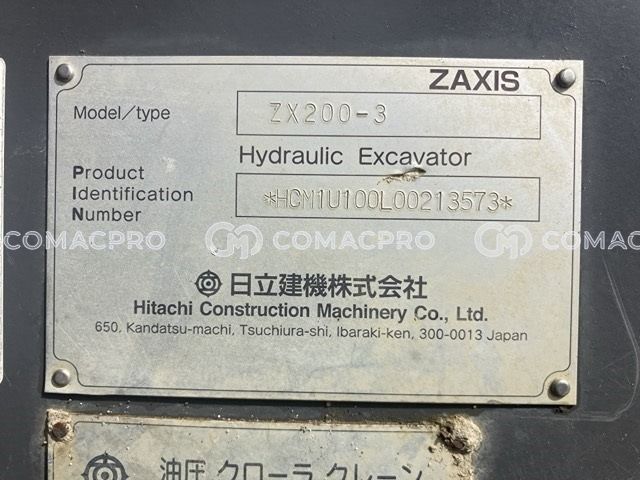 ZAXIS
Model/type ZX200-3
Hydraulic Excavator
Product
Identification
Number
*HCM1U100L00213573*
COMACPRO COMACPRO COMACPRO
日立建機株式会社
Hitachi Construction Machinery Co., Ltd.
650, Kandatsu-machi, Tsuchiura-shi, Ibaraki-ken, 300-0013 Japan
油圧 クローラ クレーン